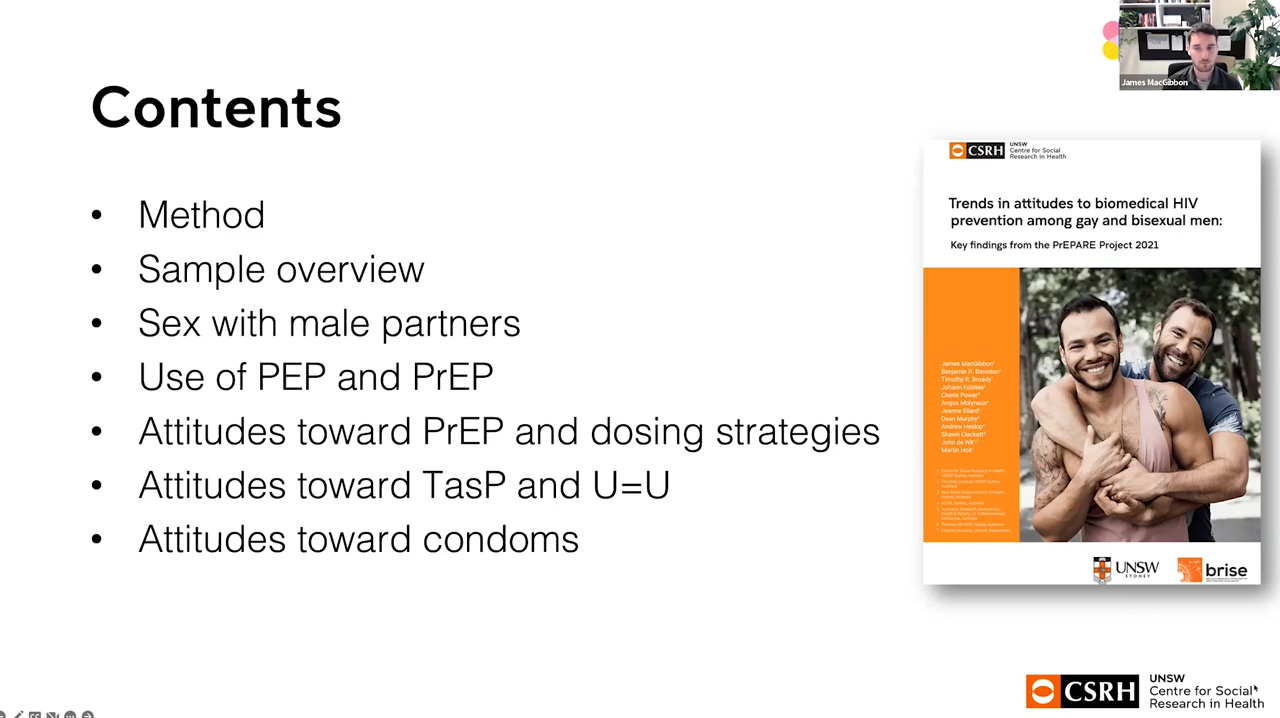 Contents
• Method
• Sample overview
• Sex with male partners
• Use of PEP and PrEP
• Attitudes toward PrEP and dosing strategies
• Attitudes toward TasP and U=U
• Attitudes toward condoms
James MacGibbon
CSRH
UNSW
Centre for Social
Research in Health
Trends in attitudes to biomedical HIV
prevention among gay and bisexual men:
Key findings from the PrEPARE Project 2021
James MacGibbon
Benjamin R. Bavinton
Timothy R. Broady
Johann Kolstee
Cherie Power
Angus Molyneux
Jeanne Ellard
Dean Murphy
Andrew Heslop
Shawn Clackett
John de Wit
Martin Holt
UNSW
SYDNEY
brise
CSRH
UNSW
Centre for Social
Research in Health